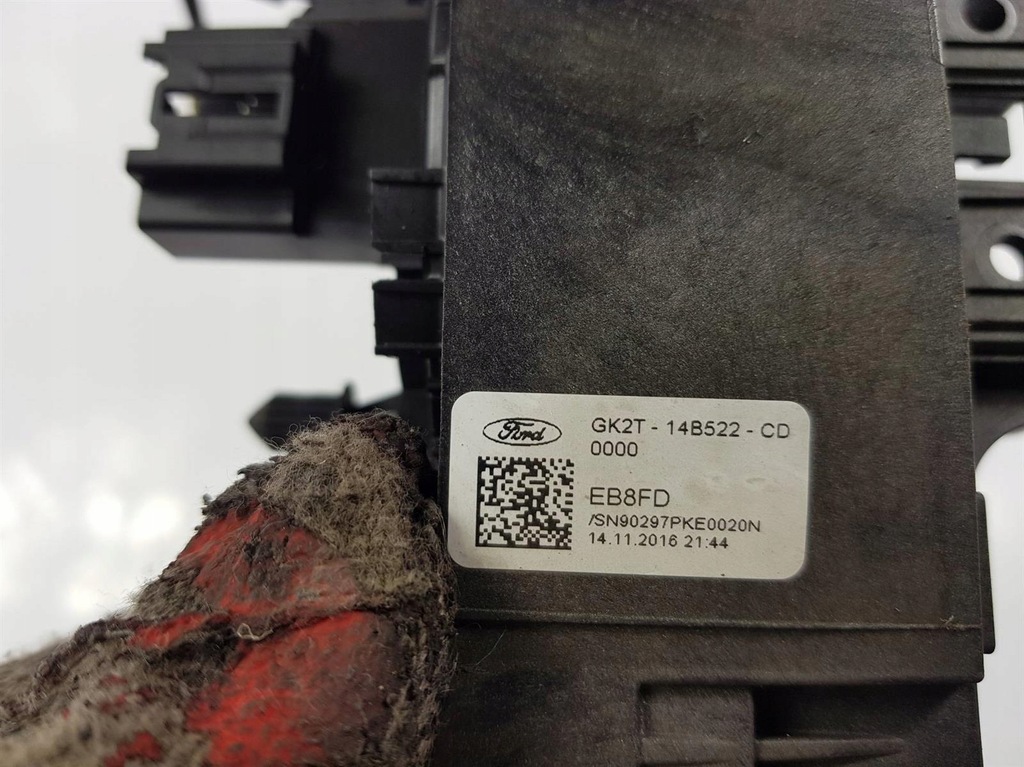 Ford
GK2T - 14B522 - CD
0000
EB8FD
/SN90297PKE0020N
14.11.2016 21:44